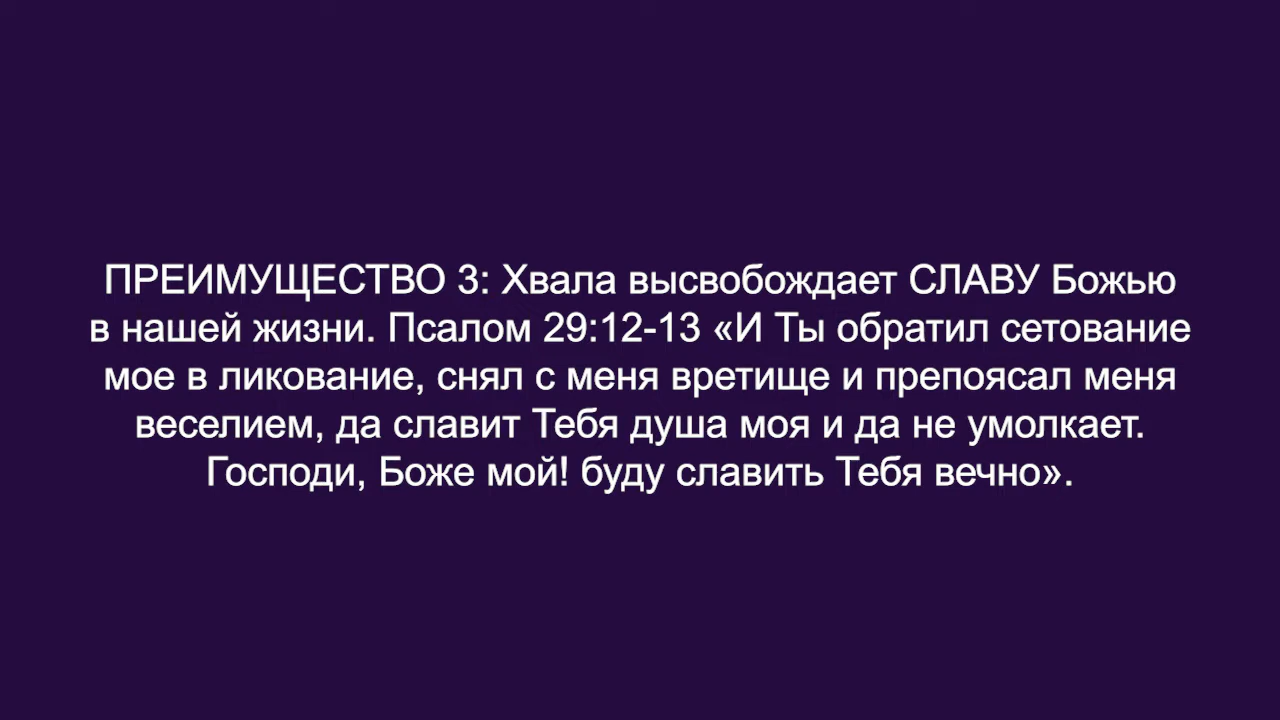 ПРЕИМУЩЕСТВО 3: Хвала высвобождает СЛАВУ Божью
в нашей жизни. Псалом 29:12-13 «И Ты обратил сетование
мое в ликование, снял с меня вретище и препоясал меня
веселием, да славит Тебя душа моя и да не умолкает.
Господи, Боже мой! буду славить Тебя вечно».